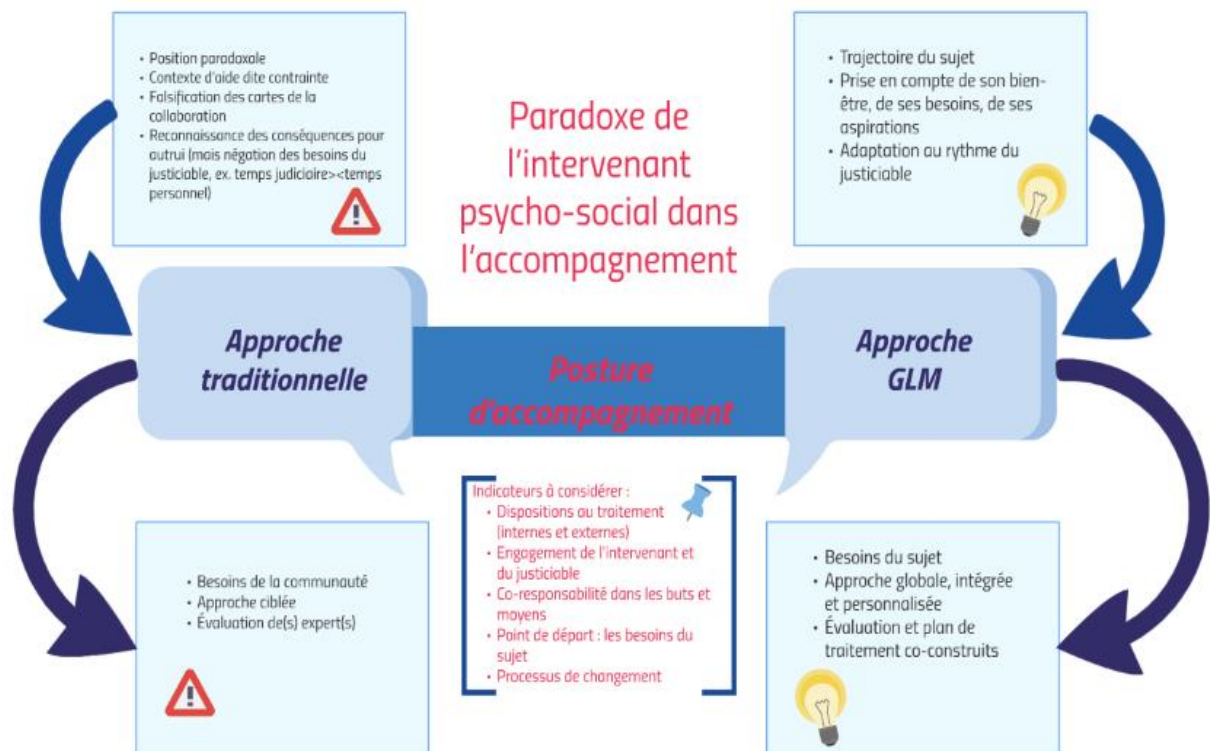 • Position paradoxale
• Contexte d'aide dite contrainte
• Falsification des cartes de la
collaboration
• Reconnaissance des conséquences pour
autrui (mais négation des besoins du
justiciable, ex. temps judiciaire><temps
personnel)
Paradoxe de
l'intervenant
psycho-social dans
l'accompagnement
• Trajectoire du sujet
• Prise en compte de son bien-
être, de ses besoins, de ses
aspirations
• Adaptation au rythme du
justiciable
Approche
traditionnelle
Posture
d'accompagnement
Approche
GLM
• Besoins de la communauté
• Approche ciblée
• Évaluation de(s) expert(s)
Indicateurs à considérer :
• Dispositions au traitement
(internes et externes)
• Engagement de l'intervenant et
du justiciable
• Co-responsabilité dans les buts et
moyens
• Point de départ : les besoins du
sujet
• Processus de changement
• Besoins du sujet
• Approche globale, intégrée
et personnalisée
• Évaluation et plan de
traitement co-construits